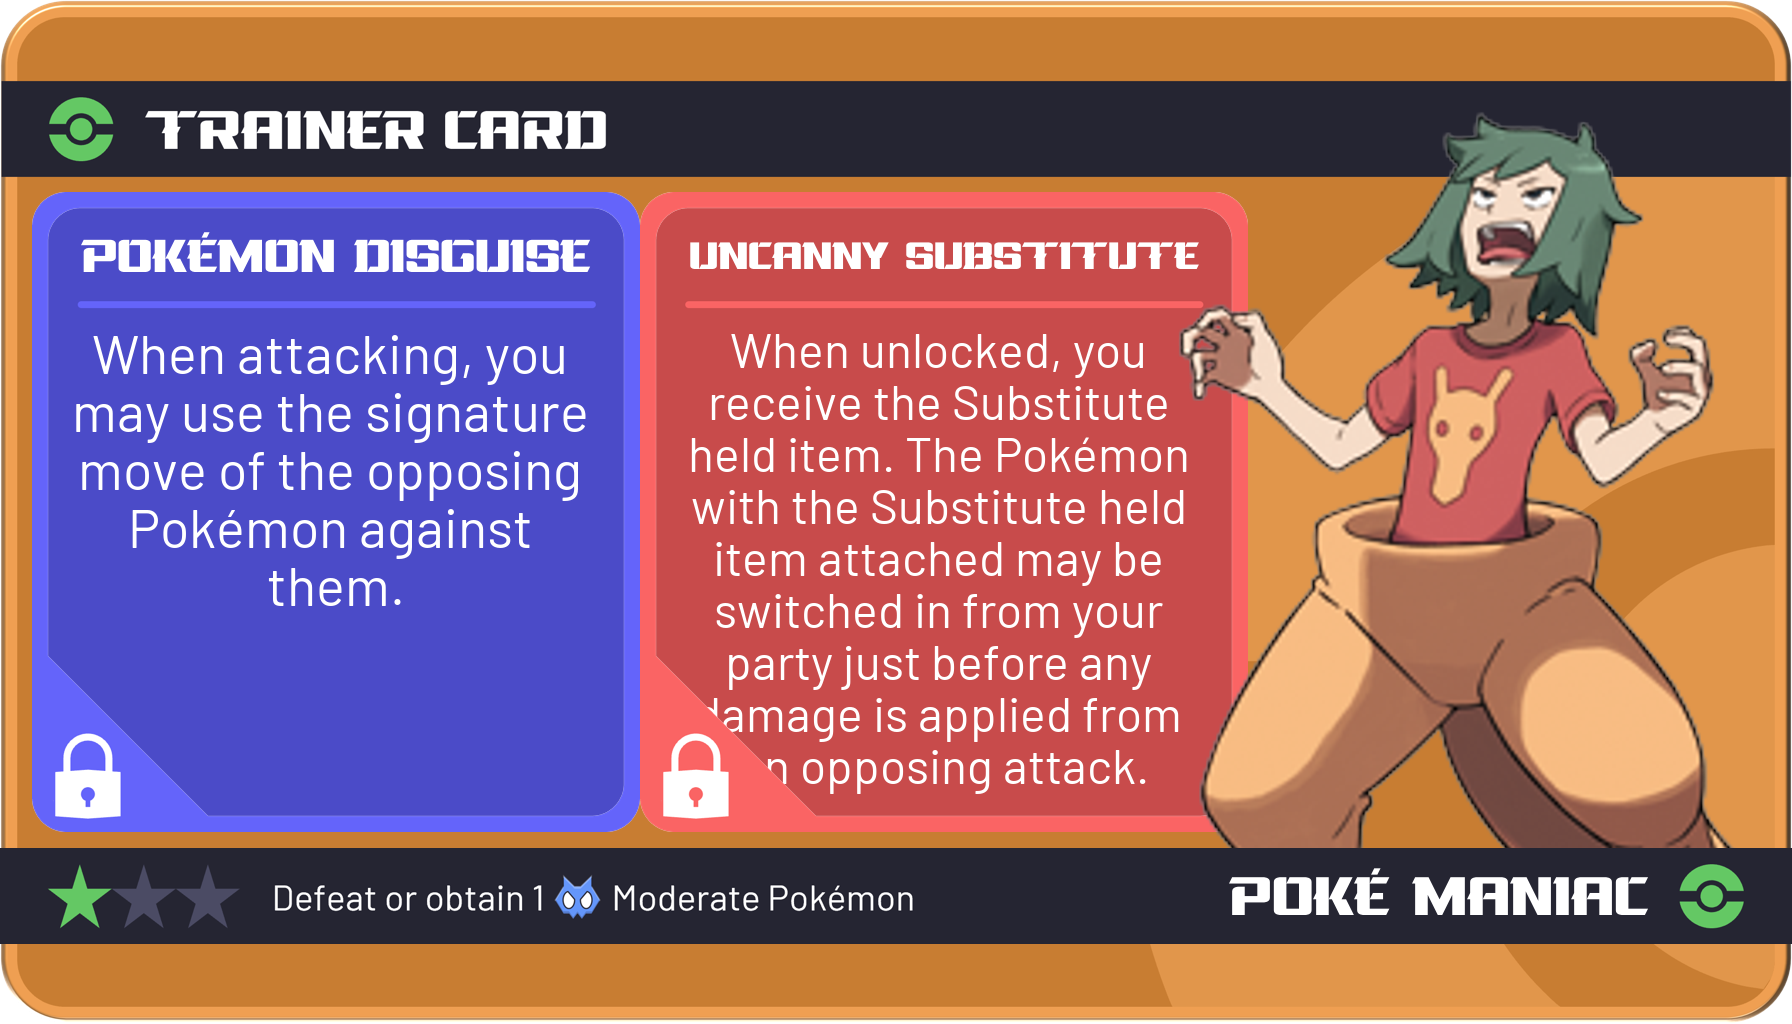 TRAINER CARD
POKÉMON DISGUISE
When attacking, you
may use the signature
move of the opposing
Pokémon against
them.
UNCANNY SUBSTITUTE
When unlocked, you
receive the Substitute
held item. The Pokémon
with the Substitute held
item attached may be
switched in from your
party just before any
damage is applied from
opposing attack.
Defeat or obtain 1 Moderate Pokémon
POKÉ MANIAC